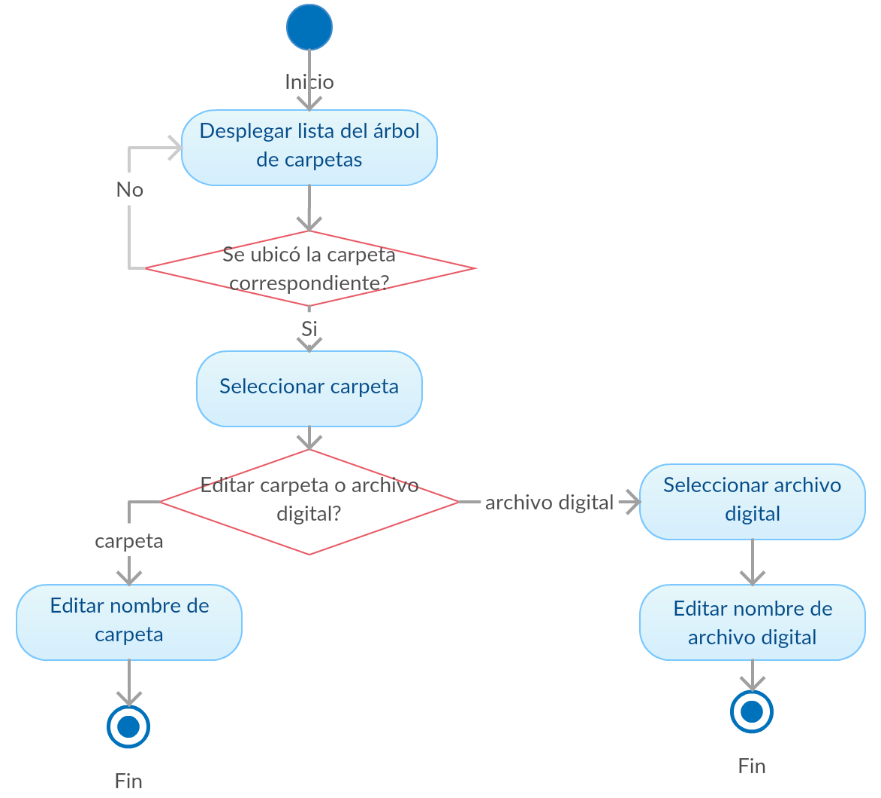 Inicio
Desplegar lista del árbol
de carpetas
No
Se ubicó la carpeta
correspondiente?
Si
Seleccionar carpeta
Editar carpeta o archivo
digital?
archivo digital
Seleccionar archivo
digital
carpeta
Editar nombre de
carpeta
Editar nombre de
archivo digital
Fin
Fin